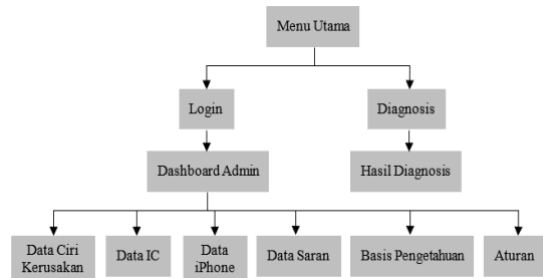 Menu Utama
Login
Diagnosis
Dashboard Admin
Hasil Diagnosis
Data Ciri
Kerusakan
Data IC
Data
iPhone
Data Saran
Basis Pengetahuan
Aturan